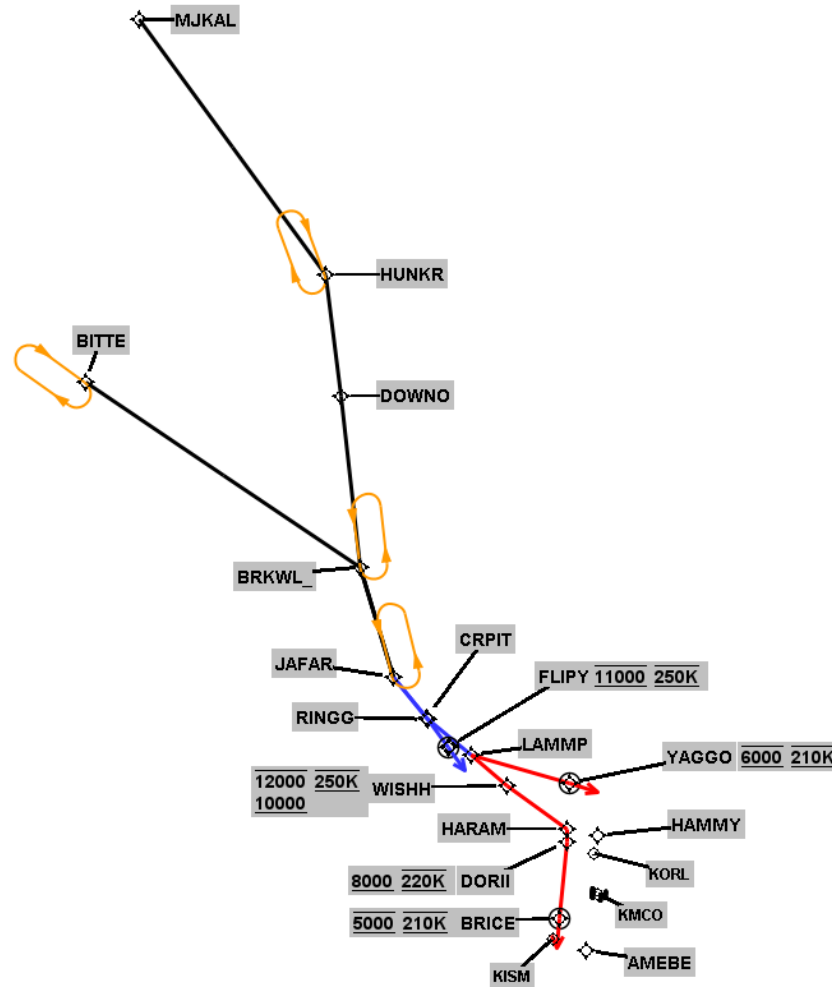 MJKAL
HUNKR
BITTE
DOWNO
BRKWL_
CRPIT
JAFAR
FLIPY 11000 250K
RINGG
LAMMP
YAGGO 6000 210K
12000 250K
10000
WISHH
HARAM
HAMMY
KORL
8000 220K DORII
KMCO
5000 210K BRICE
AMEBE
KISM